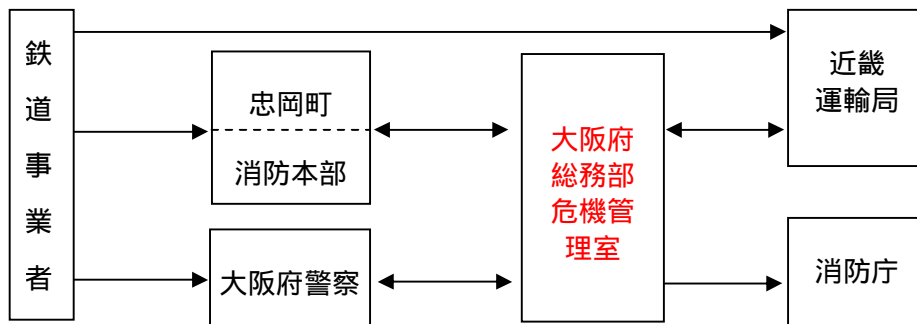 鉄道事業者
忠岡町
消防本部
大阪府警察
大阪府
総務部
危機管
理室
近畿
運輸局
消防庁